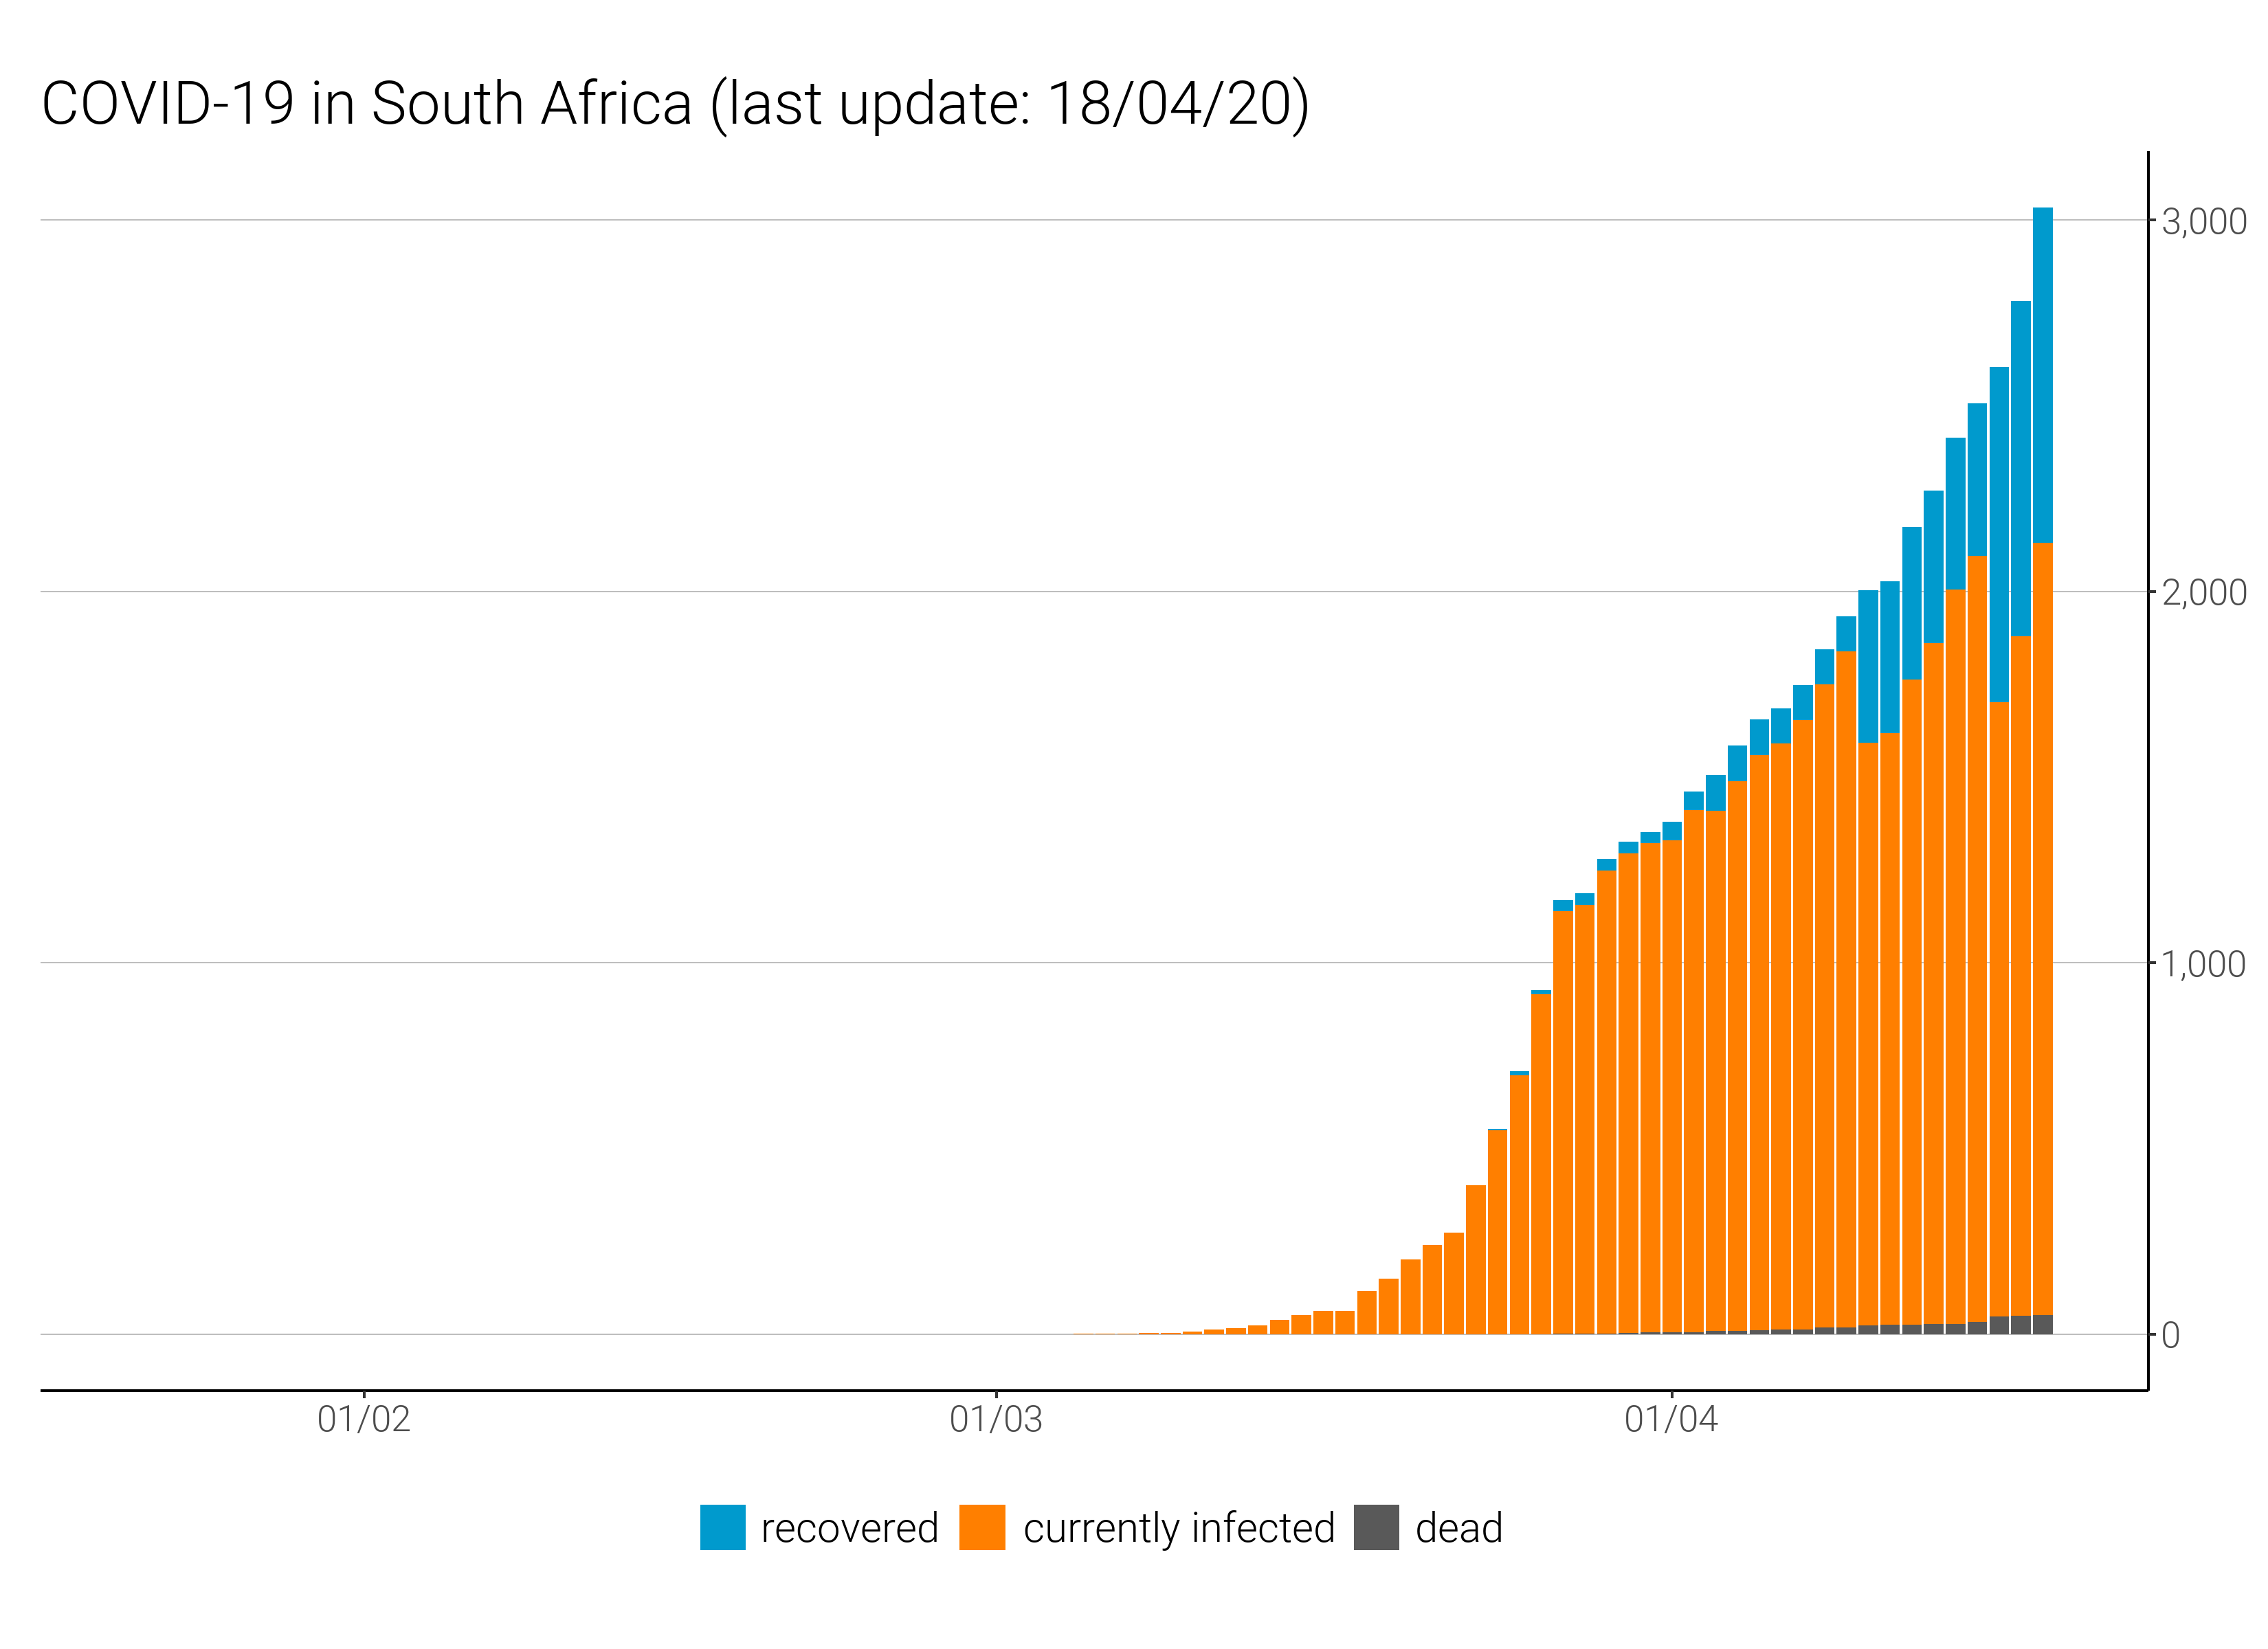 COVID-19 in South Africa (last update: 18/04/20)
3,000
2,000
1,000
0
01/02 01/03 01/04
recovered currently infected dead